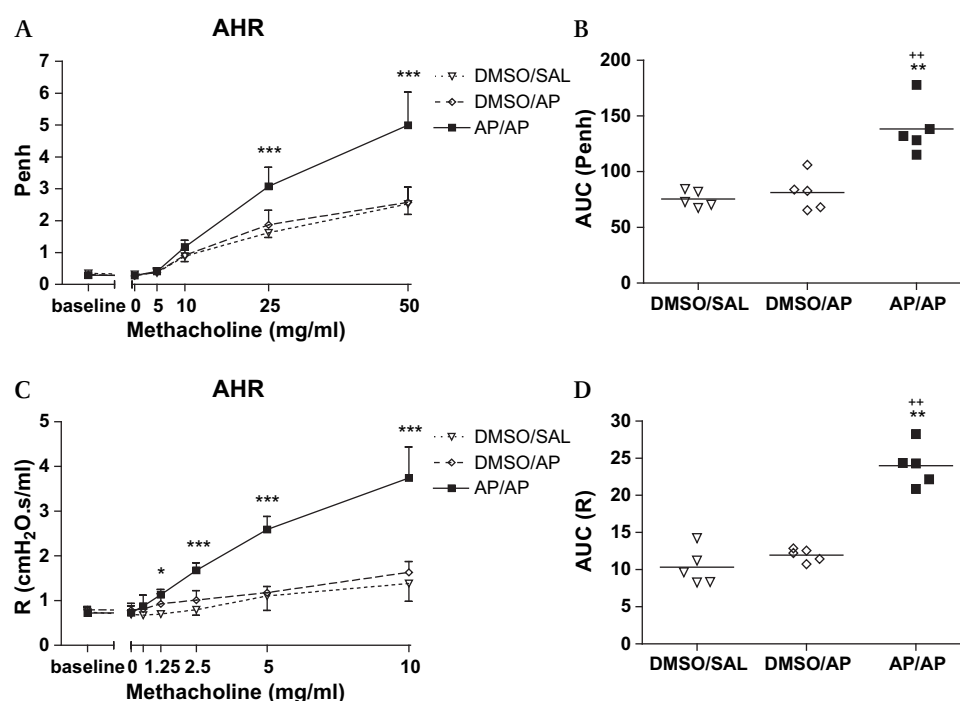 A
AHR
7
6
5
4
3
2
1
0
Penh
***
***
DMSO/SAL
DMSO/AP
AP/AP
baseline 0 5 10 25 50
Methacholine (mg/ml)
B
200
150
100
50
0
AUC (Penh)
++
**
DMSO/SAL DMSO/AP AP/AP
C
AHR
5
4
3
2
1
0
R (cmH₂O.s/ml)
*
***
***
***
DMSO/SAL
DMSO/AP
AP/AP
baseline 0 1.25 2.5 5 10
Methacholine (mg/ml)
D
30
25
20
15
10
5
0
AUC (R)
++
**
DMSO/SAL DMSO/AP AP/AP